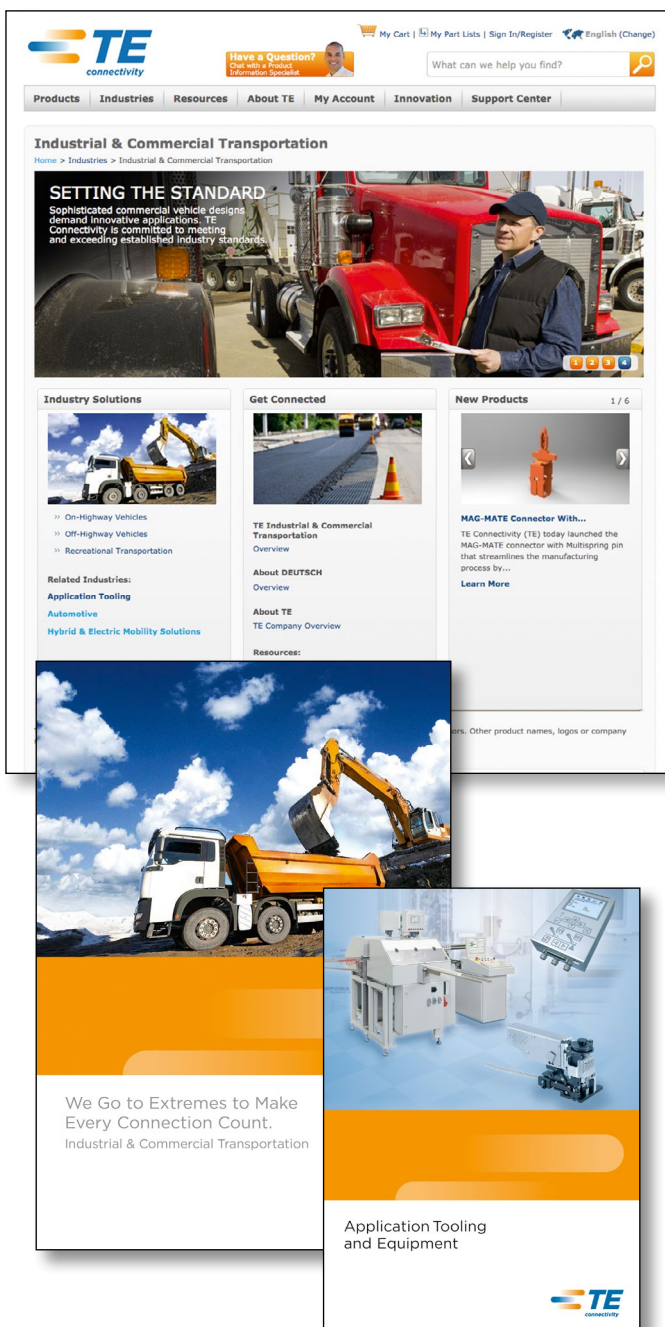 TE
connectivity
My Cart | My Part Lists | Sign In/Register English (Change)
Have a Question?
Chat with a Product
Information Specialist
What can we help you find?
Products Industries Resources About TE My Account Innovation Support Center
Industrial & Commercial Transportation
Home > Industries > Industrial & Commercial Transportation
SETTING THE STANDARD
Sophisticated commercial vehicle designs
demand innovative applications. TE
Connectivity is committed to meeting
and exceeding established industry standards.
1 2 3 4
Industry Solutions
>> On-Highway Vehicles
>> Off-Highway Vehicles
>> Recreational Transportation
Related Industries:
Application Tooling
Automotive
Hybrid & Electric Mobility Solutions
Get Connected
TE Industrial & Commercial
Transportation
Overview
About DEUTSCH
Overview
About TE
TE Company Overview
Resources:
New Products 1 / 6
MAG-MATE Connector With...
TE Connectivity (TE) today launched the
MAG-MATE connector with Multispring pin
that streamlines the manufacturing
process by...
Learn More
ors. Other product names, logos or company
We Go to Extremes to Make
Every Connection Count.
Industrial & Commercial Transportation
Application Tooling
and Equipment
TE
connectivity